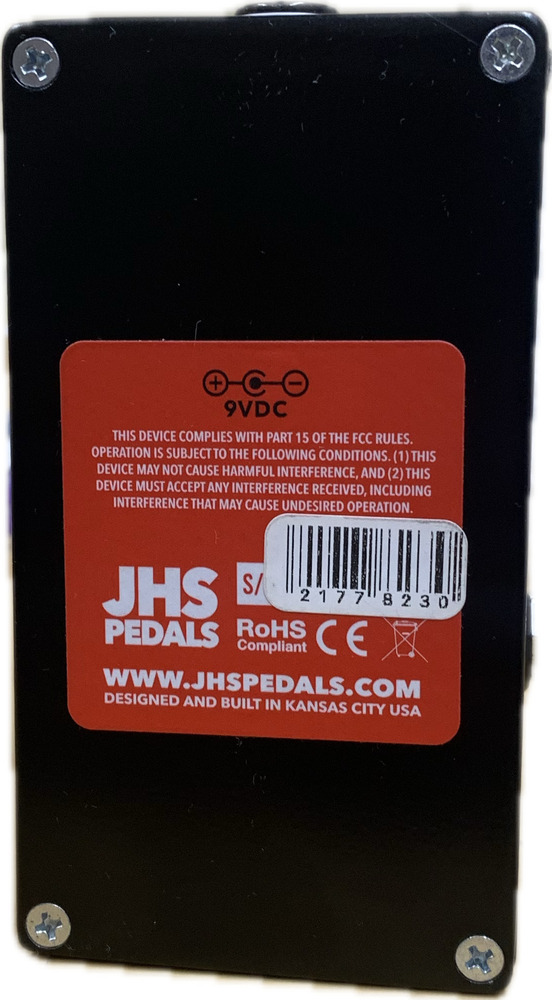 9VDC
THIS DEVICE COMPLIES WITH PART 15 OF THE FCC RULES.
OPERATION IS SUBJECT TO THE FOLLOWING CONDITIONS. (1) THIS
DEVICE MAY NOT CAUSE HARMFUL INTERFERENCE, AND (2) THIS
DEVICE MUST ACCEPT ANY INTERFERENCE RECEIVED, INCLUDING
INTERFERENCE THAT MAY CAUSE UNDESIRED OPERATION.
JHS
PEDALS
S/
2177 8230
RoHS
Compliant
CE
WWW.JHSPEDALS.COM
DESIGNED AND BUILT IN KANSAS CITY USA